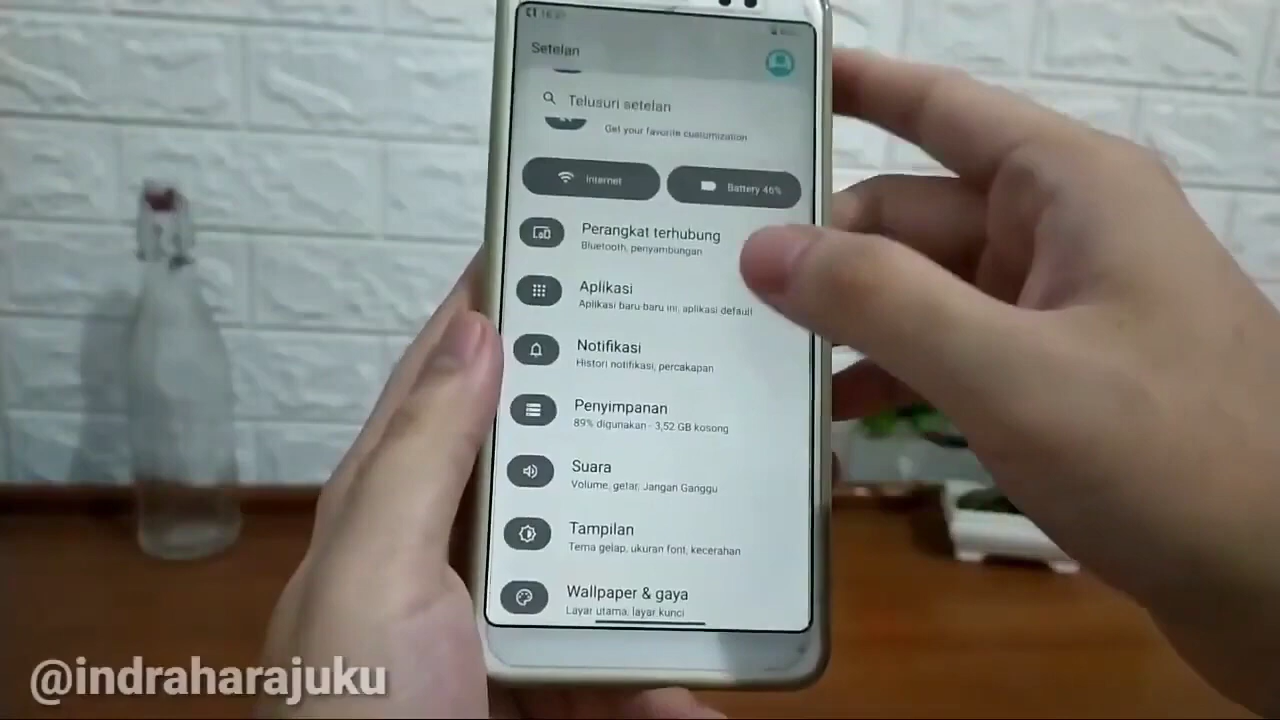 Setelan
Telusuri setelan
Get your favorite customization
Internet
Battery 46%
Perangkat terhubung
Bluetooth, penyambungan
Aplikasi
Aplikasi baru-baru ini, aplikasi default
Notifikasi
Histori notifikasi, percakapan
Penyimpanan
89% digunakan - 3,52 GB kosong
Suara
Volume, getar, Jangan Ganggu
Tampilan
Tema gelap, ukuran font, kecerahan
Wallpaper & gaya
Layar utama, layar kunci
@indraharajuku